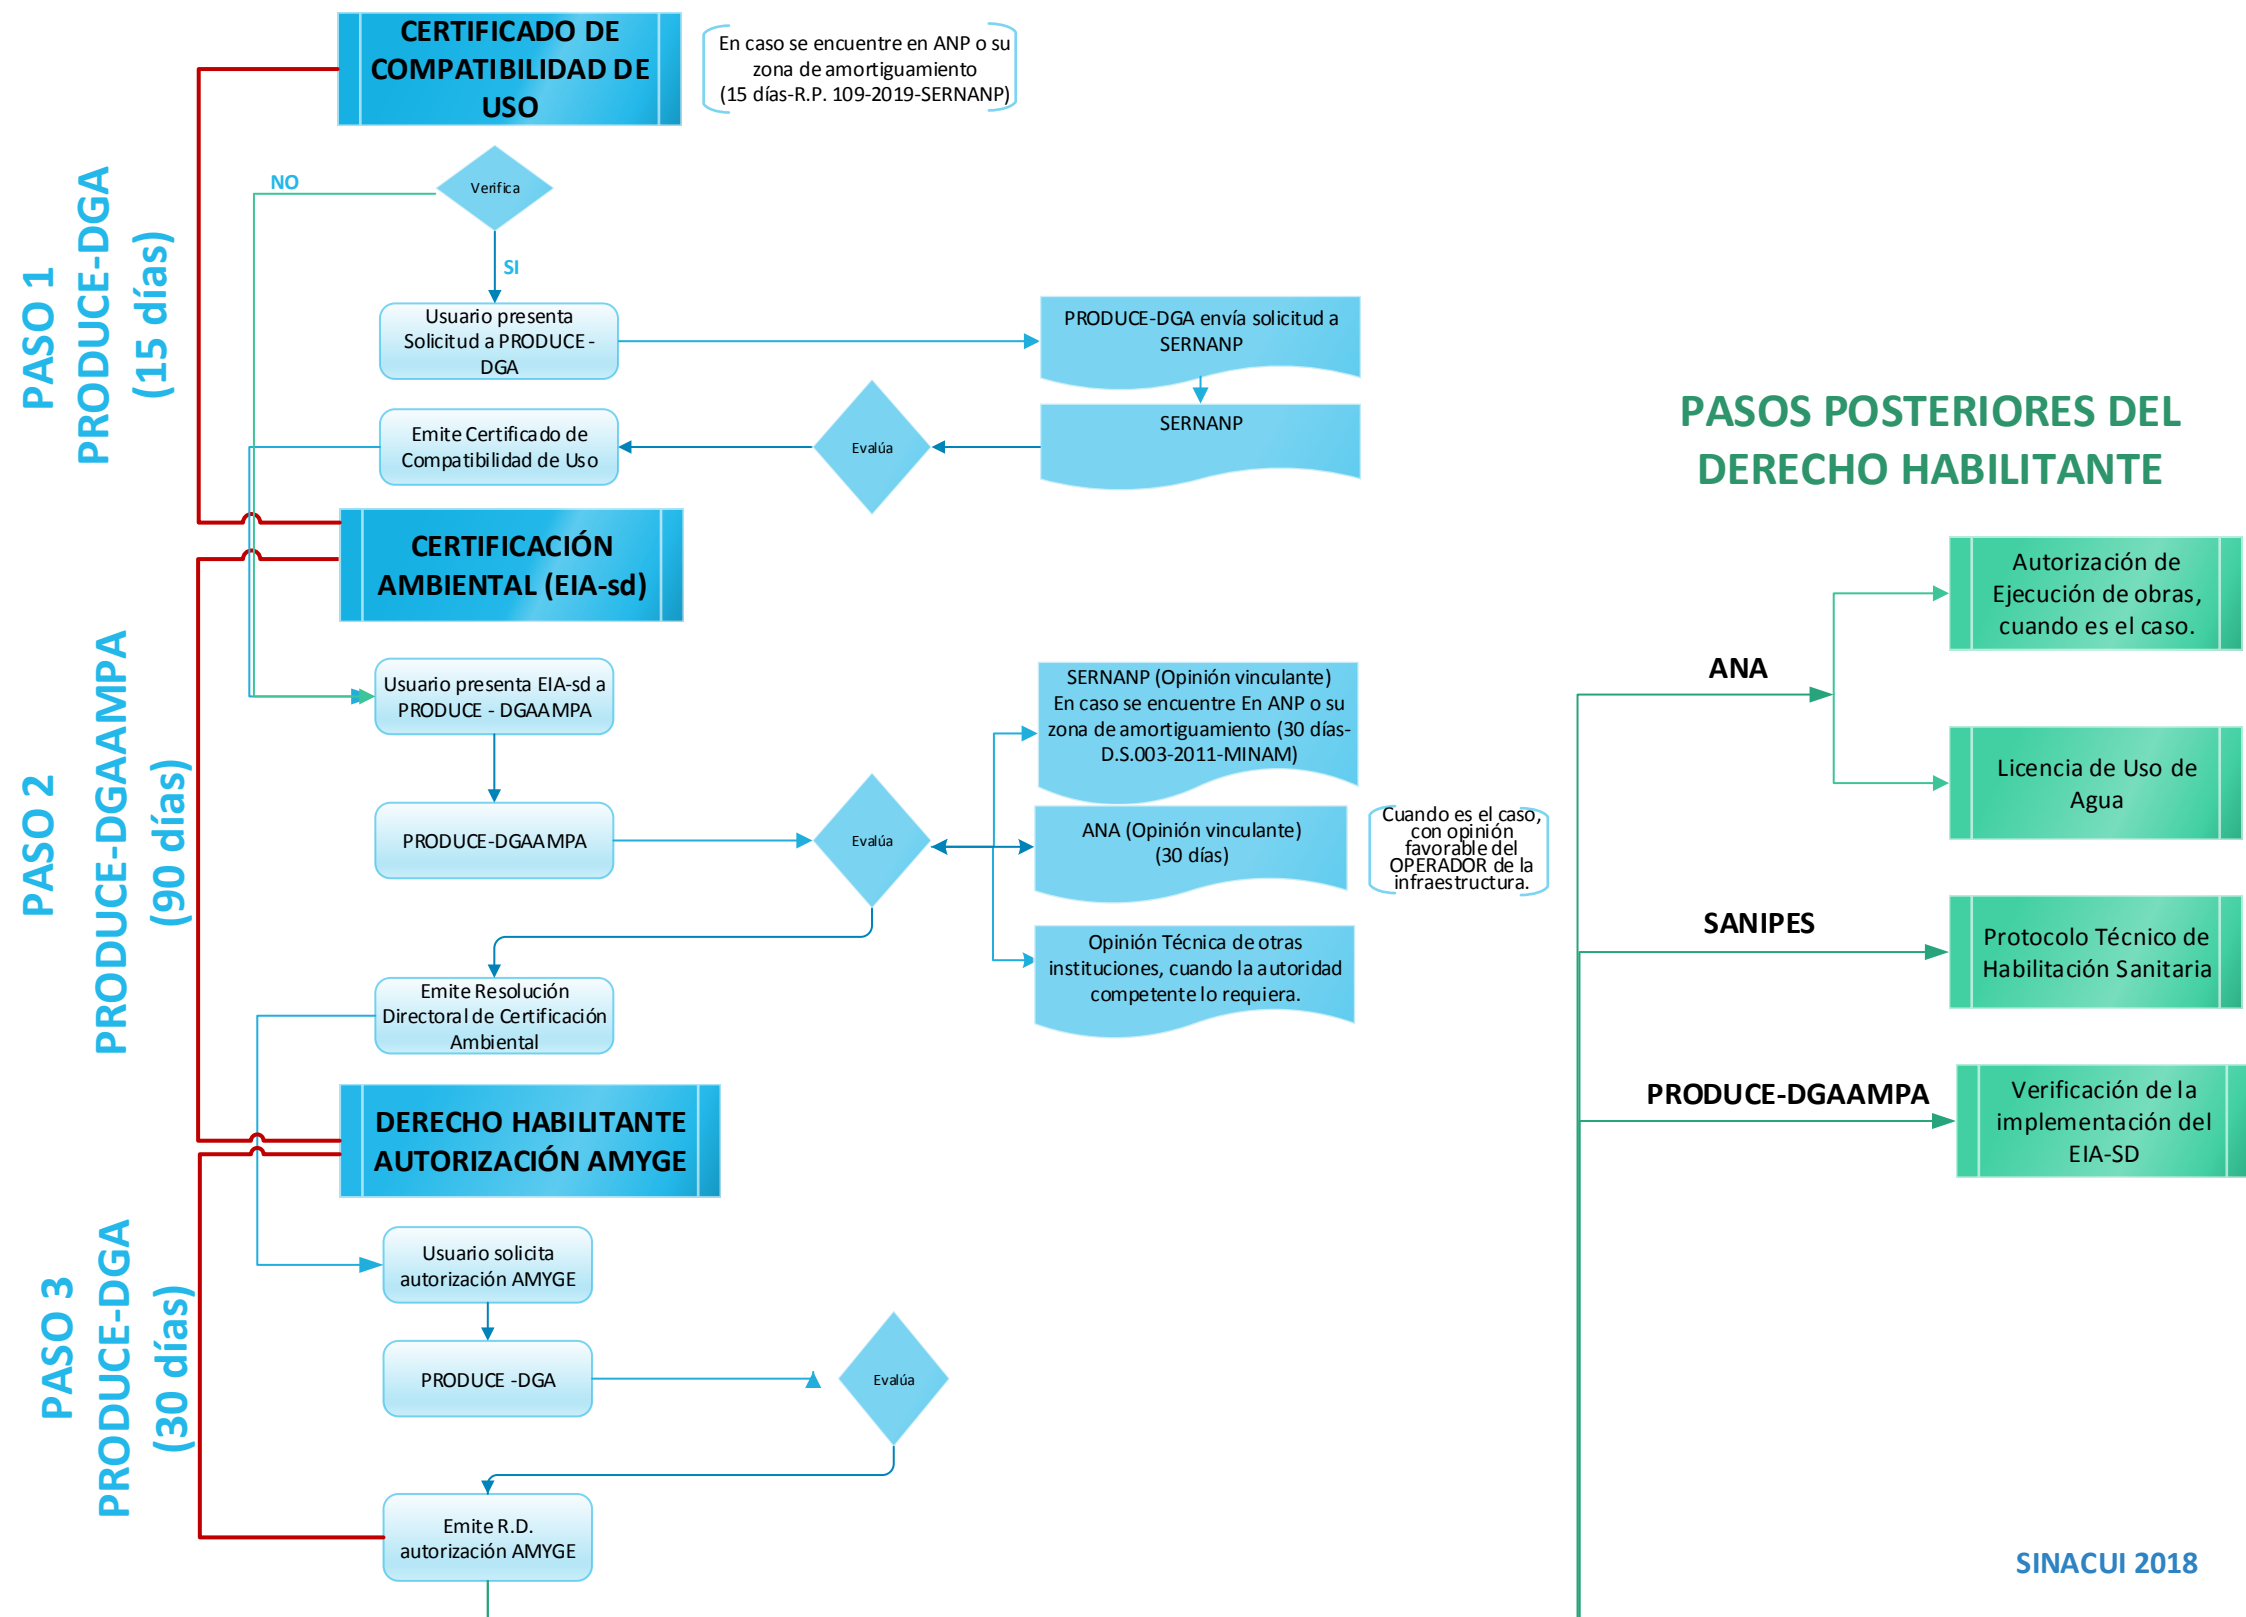 CERTIFICADO DE
COMPATIBILIDAD DE
USO
En caso se encuentre en ANP o su
zona de amortiguamiento
(15 días-R.P. 109-2019-SERNANP)
PASO 1
PRODUCE-DGA
(15 días)
NO
Verifica
SI
Usuario presenta
Solicitud a PRODUCE -
DGA
PRODUCE-DGA envía solicitud a
SERNANP
Emite Certificado de
Compatibilidad de Uso
Evalúa
SERNANP
CERTIFICACIÓN
AMBIENTAL (EIA-sd)
PASO 2
PRODUCE-DGAAMPA
(90 días)
Usuario presenta EIA-sd a
PRODUCE - DGAAMPA
PRODUCE-DGAAMPA
Evalúa
SERNANP (Opinión vinculante)
En caso se encuentre En ANP o su
zona de amortiguamiento (30 días-
D.S.003-2011-MINAM)
ANA (Opinión vinculante)
(30 días)
Cuando es el caso,
con opinión
favorable del
OPERADOR de la
infraestructura.
Opinión Técnica de otras
instituciones, cuando la autoridad
competente lo requiera.
Emite Resolución
Directoral de Certificación
Ambiental
DERECHO HABILITANTE
AUTORIZACIÓN AMYGE
PASO 3
PRODUCE-DGA
(30 días)
Usuario solicita
autorización AMYGE
PRODUCE -DGA
Evalúa
Emite R.D.
autorización AMYGE
PASOS POSTERIORES DEL
DERECHO HABILITANTE
ANA
Autorización de
Ejecución de obras,
cuando es el caso.
Licencia de Uso de
Agua
SANIPES
Protocolo Técnico de
Habilitación Sanitaria
PRODUCE-DGAAMPA
Verificación de la
implementación del
EIA-SD
SINACUI 2018